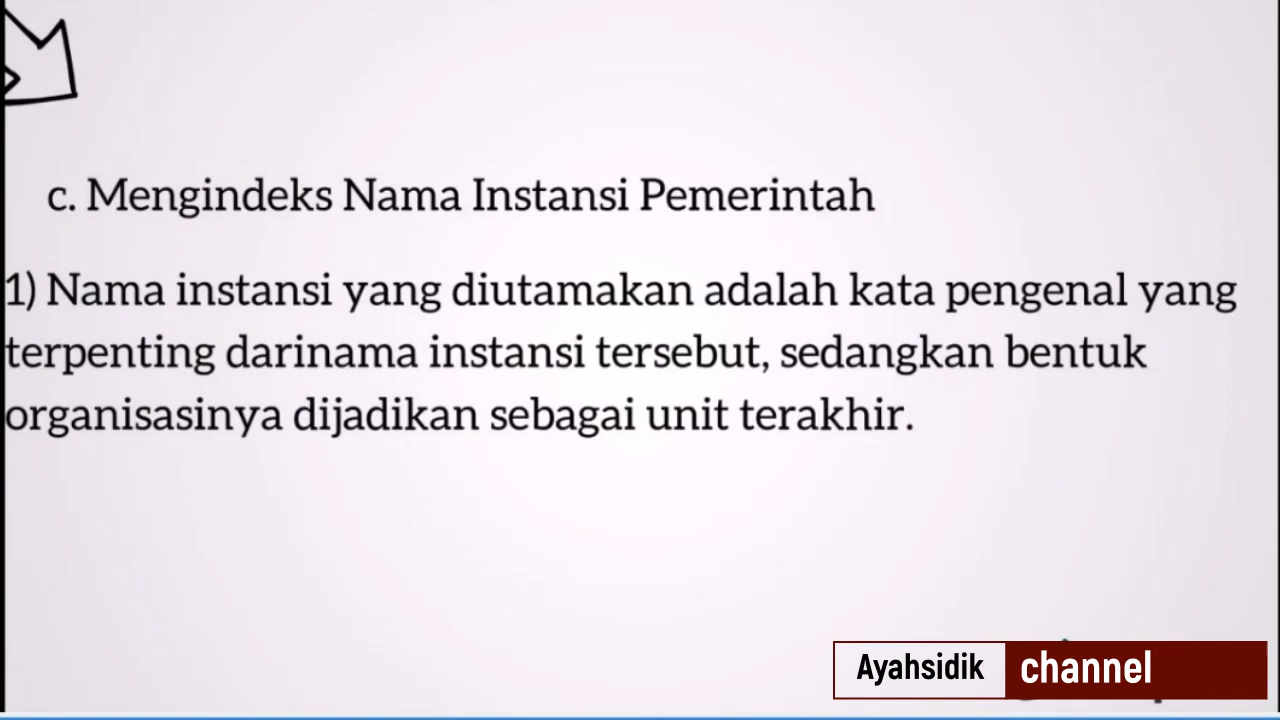 c. Mengindeks Nama Instansi Pemerintah
1) Nama instansi yang diutamakan adalah kata pengenal yang
terpenting darinama instansi tersebut, sedangkan bentuk
organisasinya dijadikan sebagai unit terakhir.
Ayahsidik channel